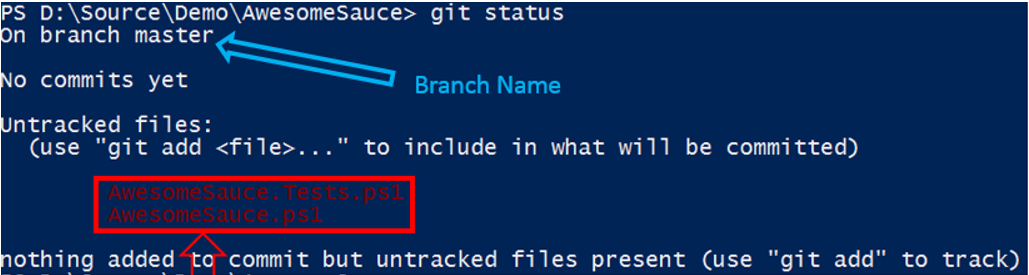 PS D:\Source\Demo\AwesomeSauce> git status
On branch master
Branch Name
No commits yet
Untracked files:
(use "git add <file>..." to include in what will be committed)
AwesomeSauce.Tests.ps1
AwesomeSauce.ps1
nothing added to commit but untracked files present (use "git add" to track)